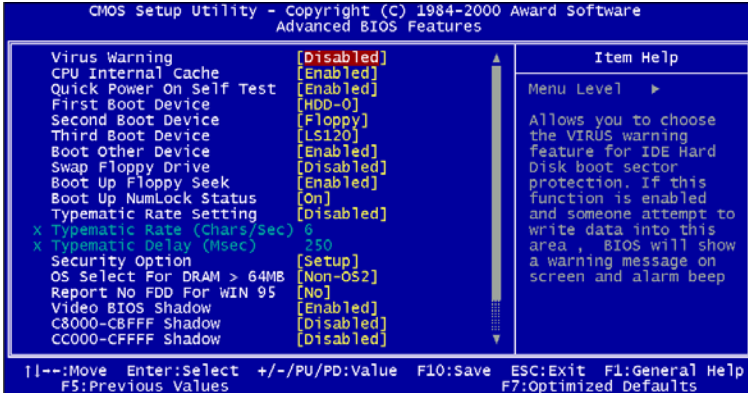 CMOS Setup Utility – Copyright (C) 1984-2000 Award Software
Advanced BIOS Features
Virus Warning [Disabled]
CPU Internal Cache [Enabled]
Quick Power On Self Test [Enabled]
First Boot Device [HDD-0]
Second Boot Device [Floppy]
Third Boot Device [LS120]
Boot Other Device [Enabled]
Swap Floppy Drive [Disabled]
Boot Up Floppy Seek [Enabled]
Boot Up NumLock Status [On]
Typematic Rate Setting [Disabled]
x Typematic Rate (Chars/Sec) 6
x Typematic Delay (Msec) 250
Security Option [Setup]
OS Select For DRAM > 64MB [Non-OS2]
Report No FDD For WIN 95 [No]
Video BIOS Shadow [Enabled]
C8000-CBFFF Shadow [Disabled]
CC000-CFFFF Shadow [Disabled]
Item Help
Menu Level ▶
Allows you to choose
the VIRUS warning
feature for IDE Hard
Disk boot sector
protection. If this
function is enabled
and someone attempt to
write data into this
area , BIOS will show
a warning message on
screen and alarm beep
↑↓←→:Move Enter:Select +/-/PU/PD:Value F10:Save ESC:Exit F1:General Help
F5:Previous Values F7:Optimized Defaults